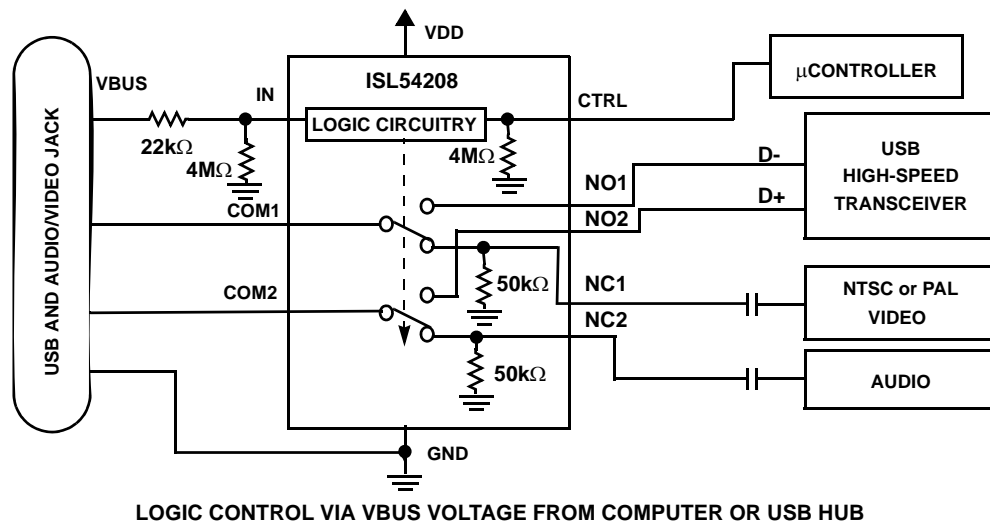 VDD
ISL54208
VBUS
IN
CTRL
µCONTROLLER
LOGIC CIRCUITRY
22kΩ
4MΩ
4MΩ
USB AND AUDIO/VIDEO JACK
USB
HIGH-SPEED
TRANSCEIVER
D-
D+
NO1
NO2
COM1
COM2
50kΩ
NC1
NC2
50kΩ
NTSC or PAL
VIDEO
AUDIO
GND
LOGIC CONTROL VIA VBUS VOLTAGE FROM COMPUTER OR USB HUB